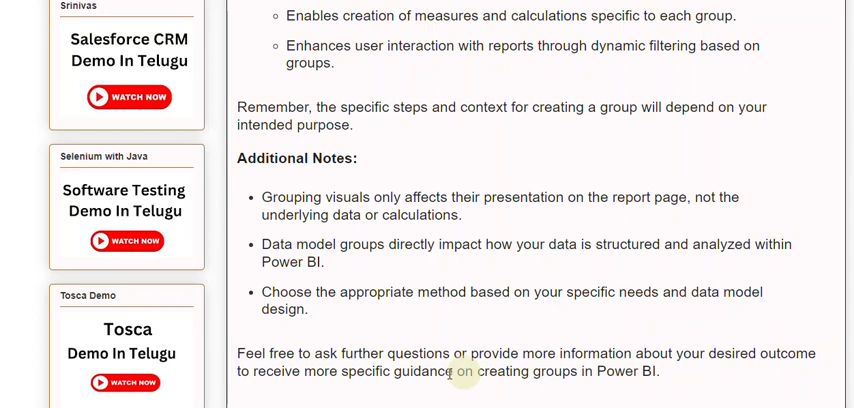 Srinivas
Salesforce CRM
Demo In Telugu
WATCH NOW
Selenium with Java
Software Testing
Demo In Telugu
WATCH NOW
Tosca Demo
Tosca
Demo In Telugu
WATCH NOW
Enables creation of measures and calculations specific to each group.
Enhances user interaction with reports through dynamic filtering based on
groups.
Remember, the specific steps and context for creating a group will depend on your
intended purpose.
Additional Notes:
Grouping visuals only affects their presentation on the report page, not the
underlying data or calculations.
Data model groups directly impact how your data is structured and analyzed within
Power BI.
Choose the appropriate method based on your specific needs and data model
design.
Feel free to ask further questions or provide more information about your desired outcome
to receive more specific guidance on creating groups in Power BI.